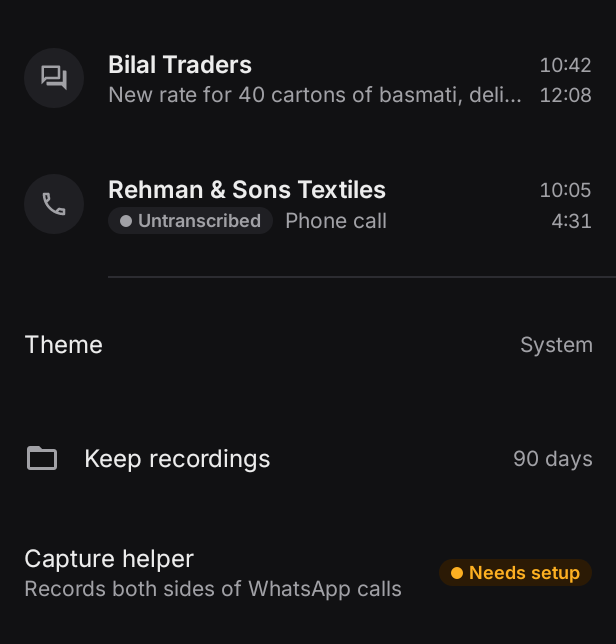 Bilal Traders 10:42
New rate for 40 cartons of basmati, deli... 12:08
Rehman & Sons Textiles 10:05
Untranscribed Phone call 4:31
Theme System
Keep recordings 90 days
Capture helper
Records both sides of WhatsApp calls
Needs setup